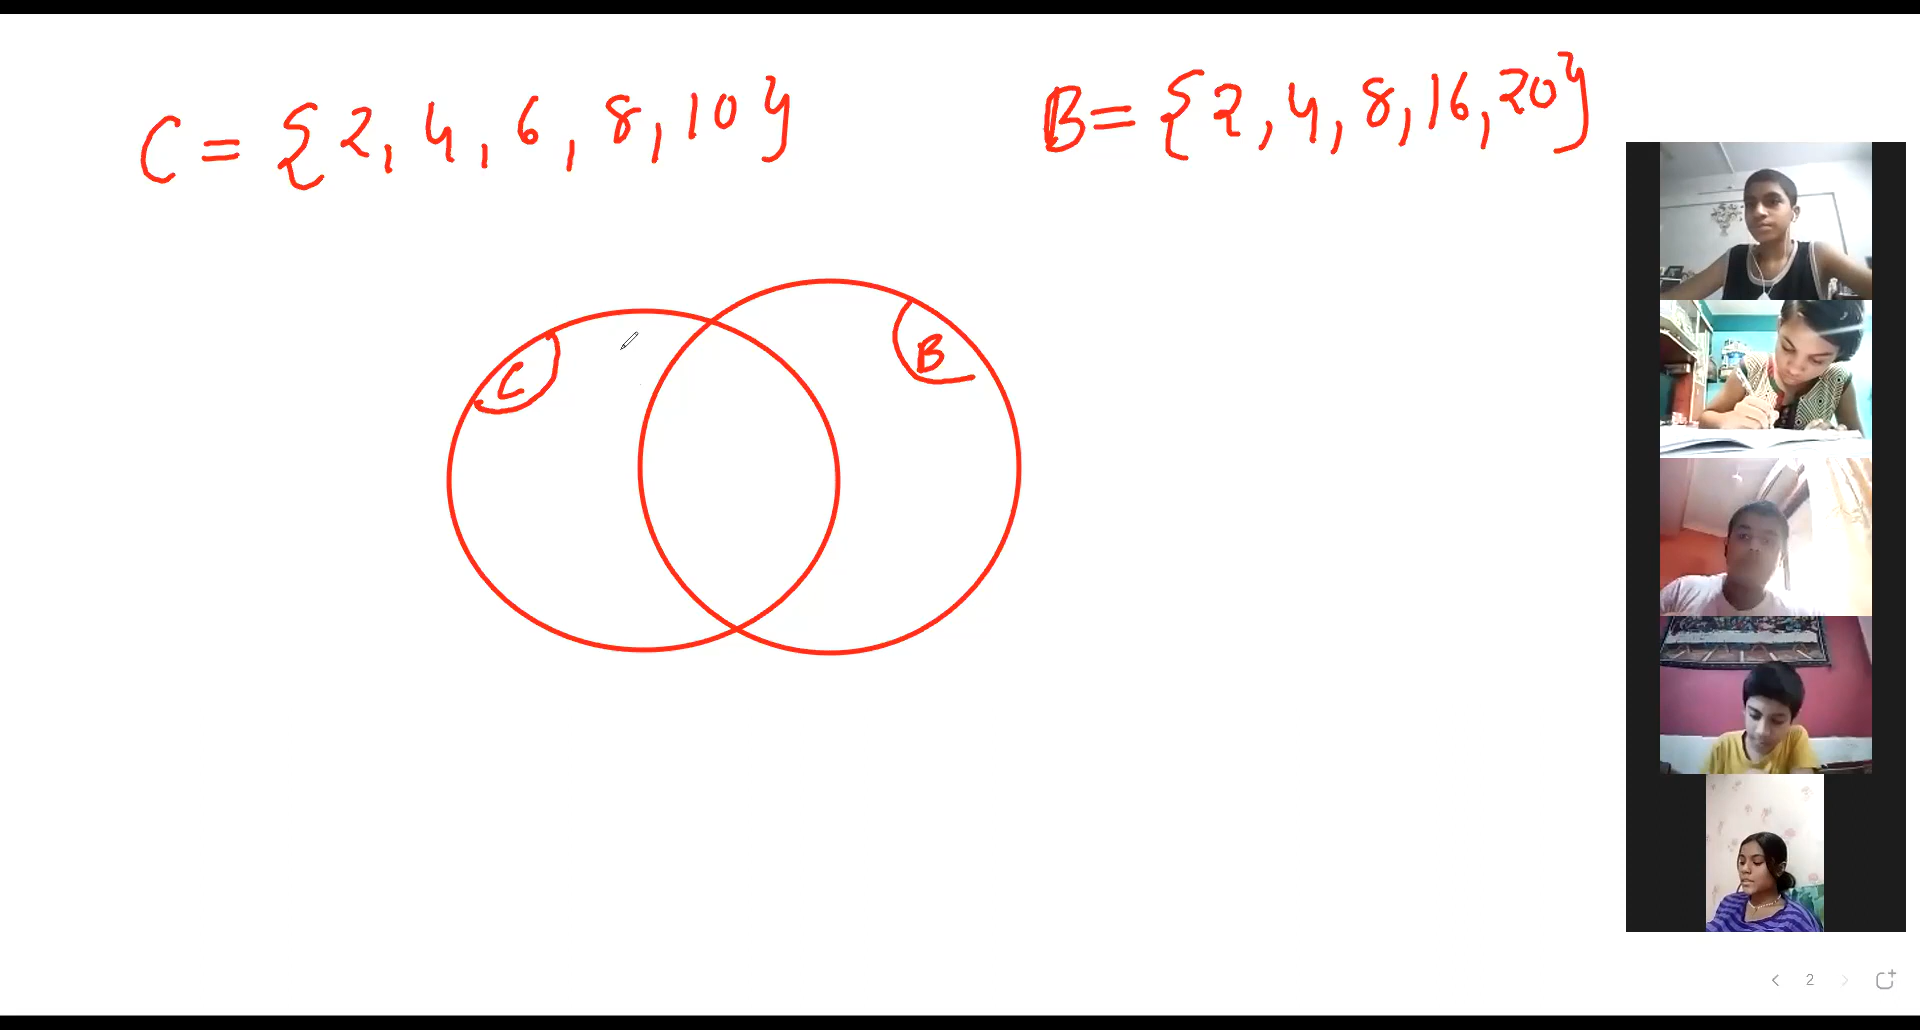 C = {2, 4, 6, 8, 10}
B = {2, 4, 8, 16, 20}
C
B
2